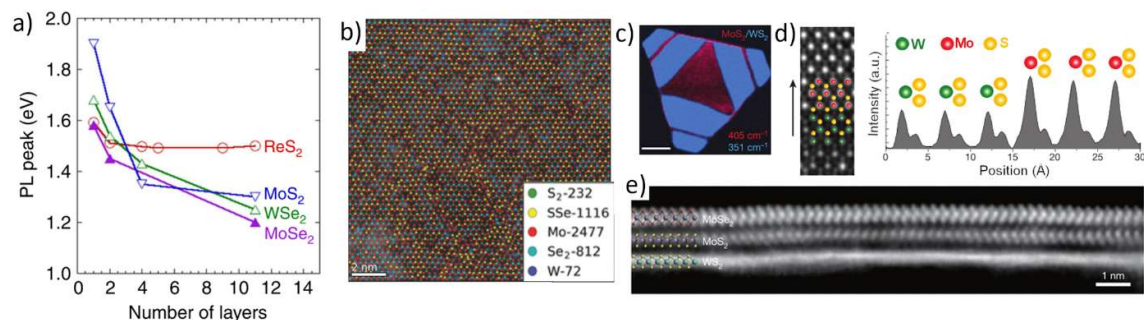 a)
PL peak (eV)
2.0
1.8
1.6
1.4
1.2
1.0
0 2 4 6 8 10 12 14
Number of layers
ReS₂
MoS₂
WSe₂
MoSe₂
b)
2 nm
S₂-232
SSe-1116
Mo-2477
Se₂-812
W-72
c)
MoS₂/WS₂
405 cm⁻¹
351 cm⁻¹
d)
W Mo S
Intensity (a.u.)
0 5 10 15 20 25 30
Position (Å)
e)
MoSe₂
MoS₂
WS₂
1 nm